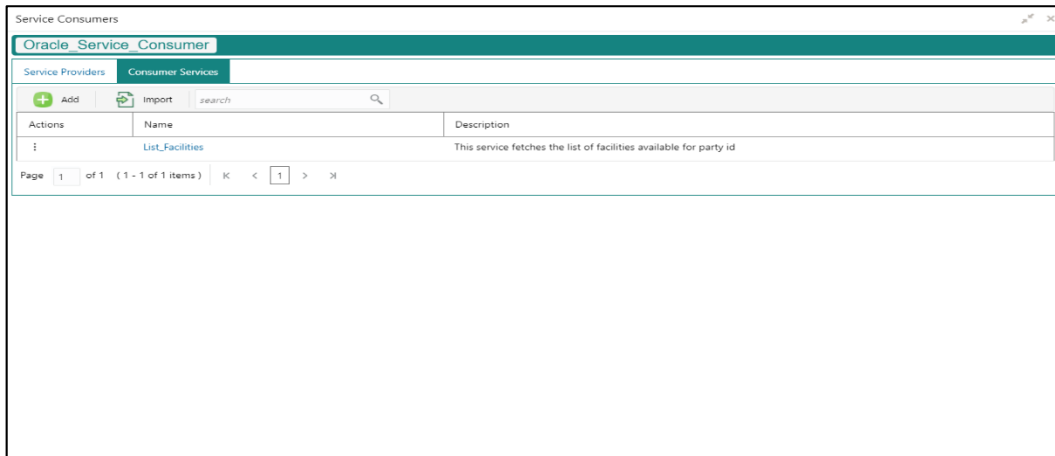 Service Consumers
Oracle_Service_Consumer
Service Providers Consumer Services
Add Import search
Actions Name Description
List_Facilities This service fetches the list of facilities available for party id
Page 1 of 1 (1 - 1 of 1 items) 1